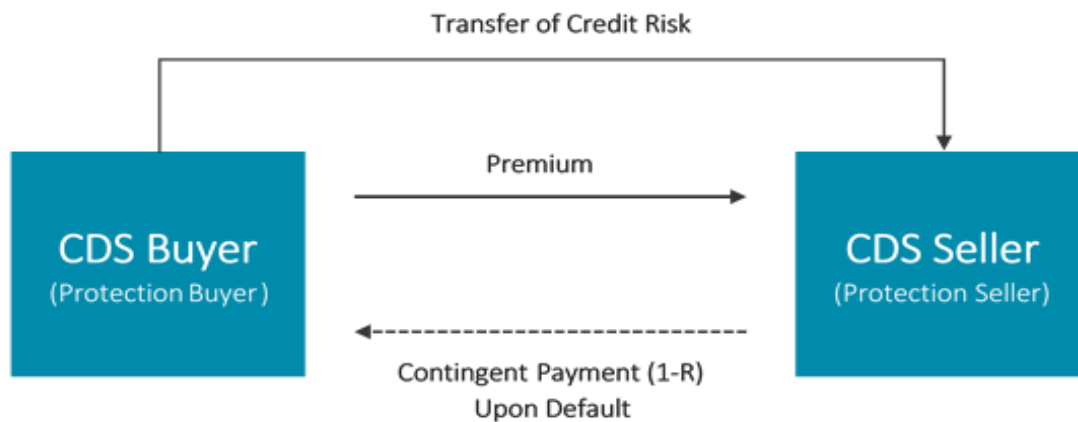 Transfer of Credit Risk
Premium
CDS Buyer
(Protection Buyer)
CDS Seller
(Protection Seller)
Contingent Payment (1-R)
Upon Default